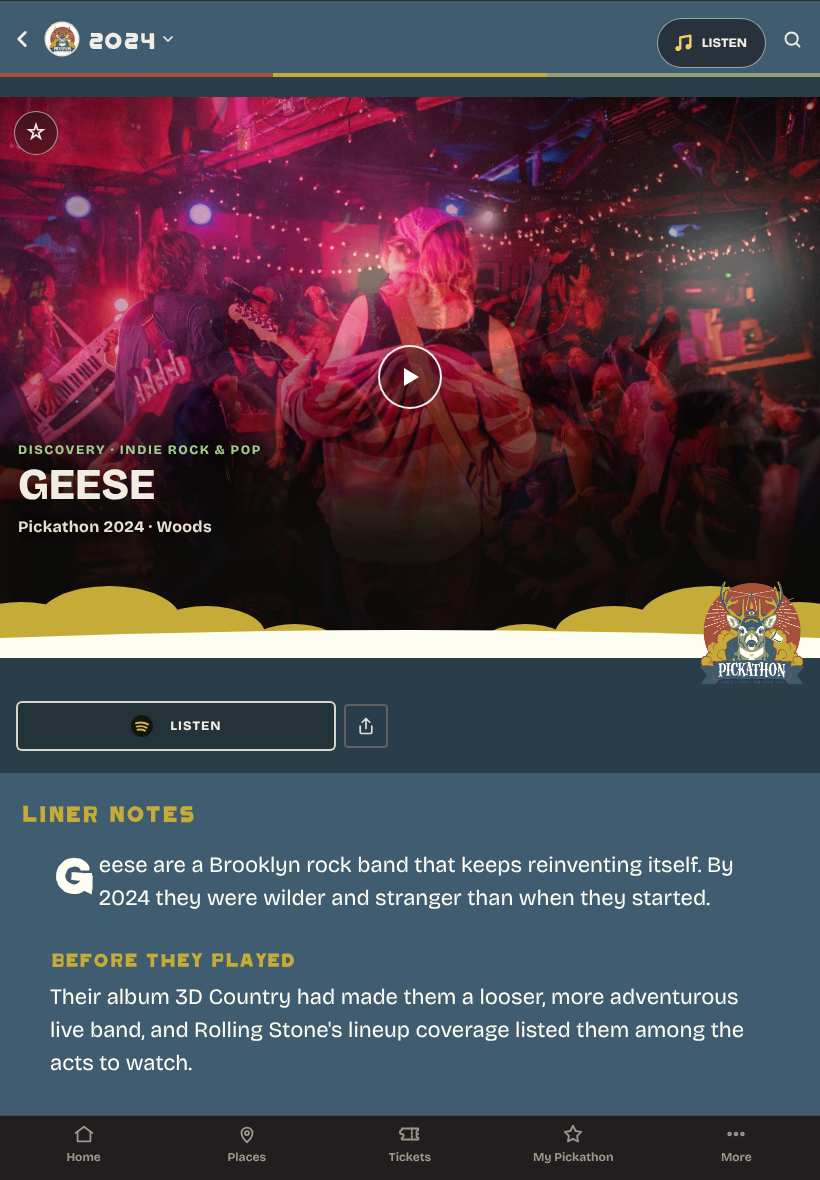 2024
LISTEN
DISCOVERY · INDIE ROCK & POP
GEESE
Pickathon 2024 · Woods
PICKATHON
LISTEN
LINER NOTES
Geese are a Brooklyn rock band that keeps reinventing itself. By
2024 they were wilder and stranger than when they started.
BEFORE THEY PLAYED
Their album 3D Country had made them a looser, more adventurous
live band, and Rolling Stone's lineup coverage listed them among the
acts to watch.
Home
Places
Tickets
My Pickathon
More